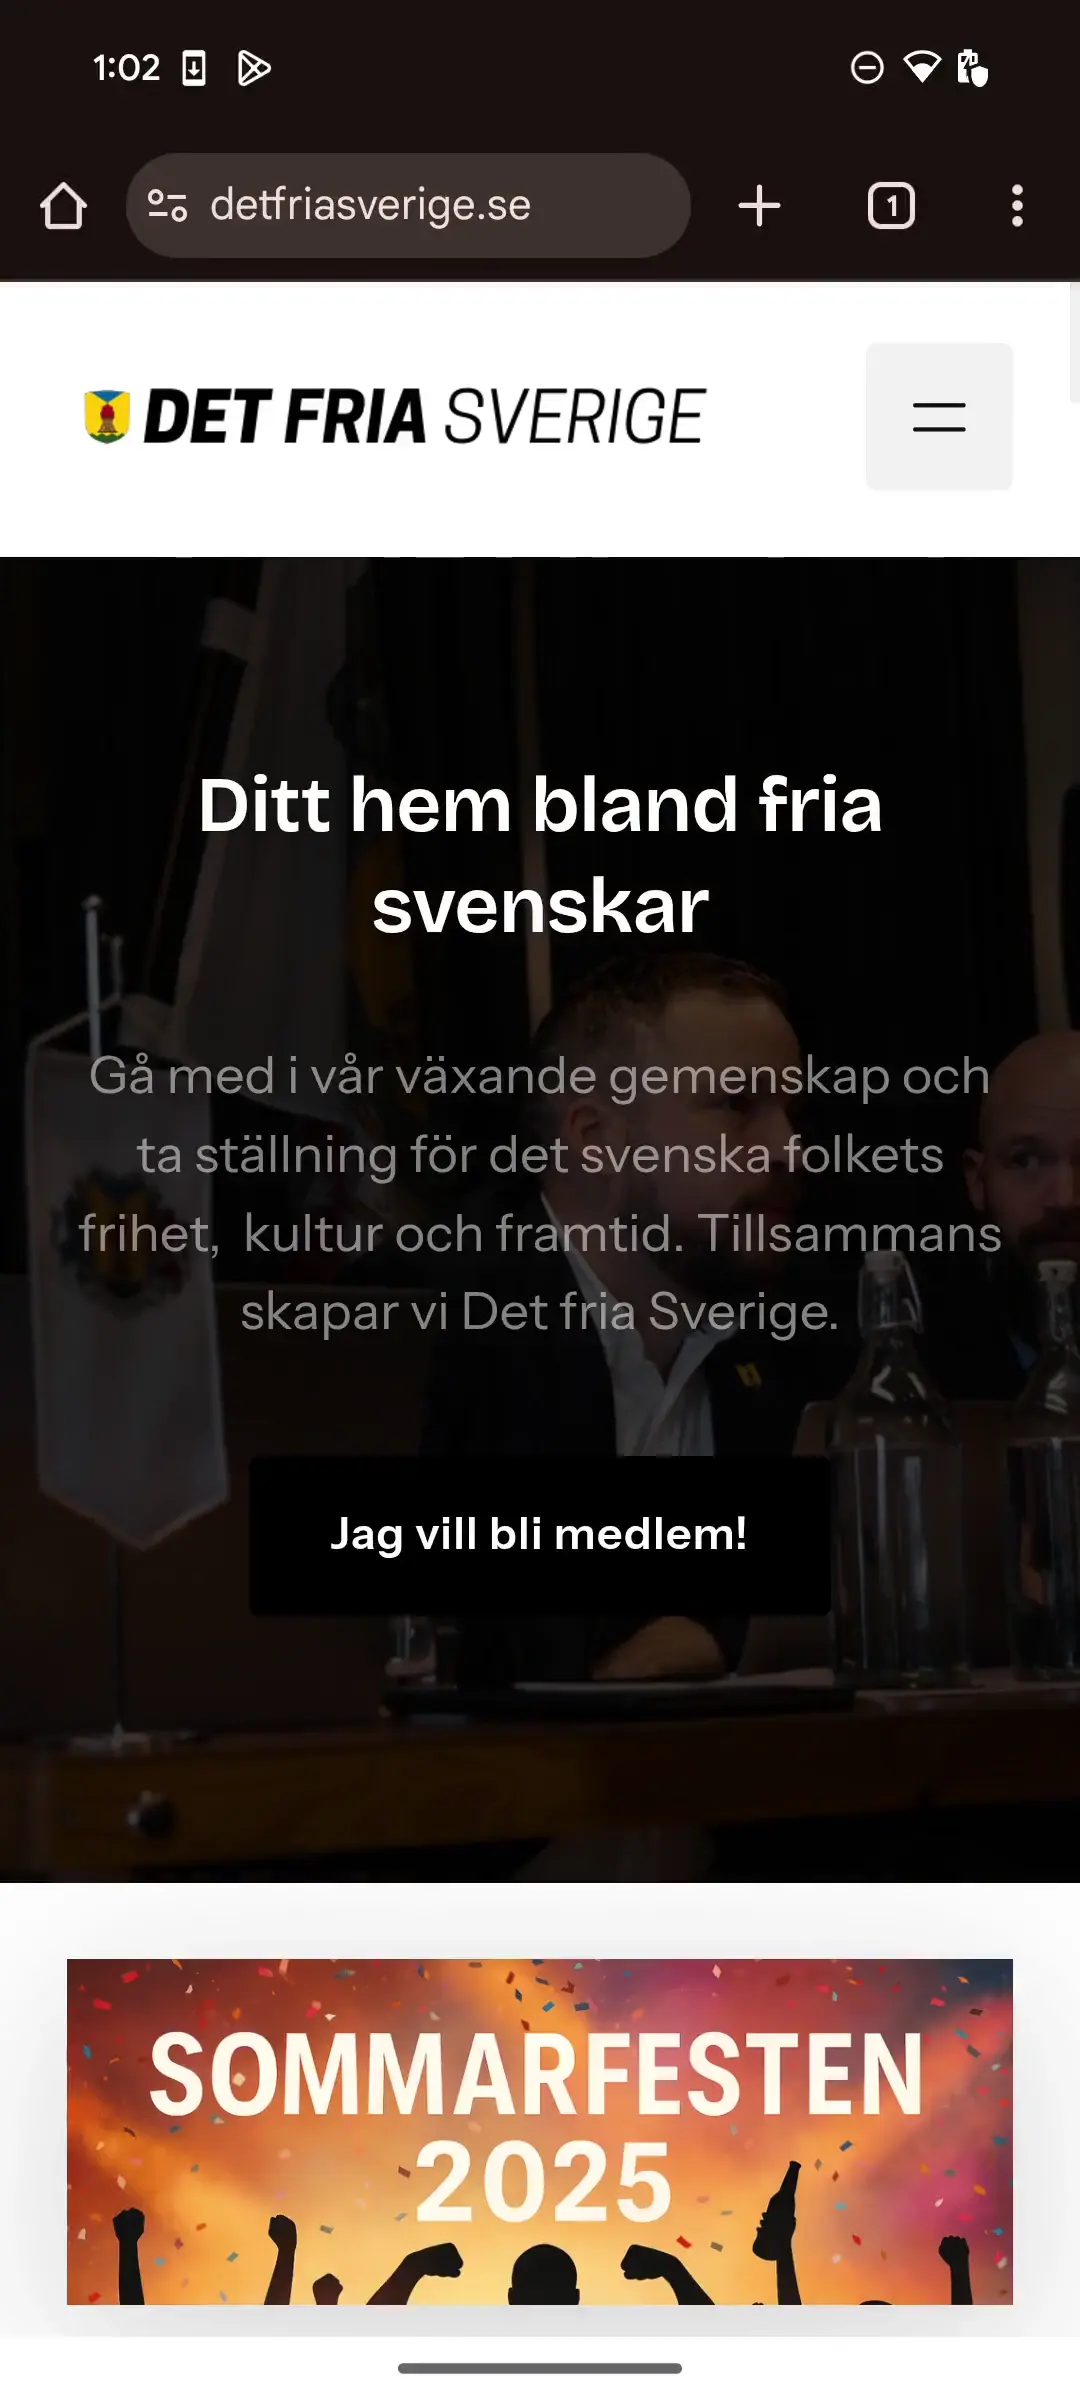 1:02
detfriasverige.se
1
DET FRIA SVERIGE
Ditt hem bland fria
svenskar
Gå med i vår växande gemenskap och
ta ställning för det svenska folkets
frihet, kultur och framtid. Tillsammans
skapar vi Det fria Sverige.
Jag vill bli medlem!
SOMMARFESTEN
2025